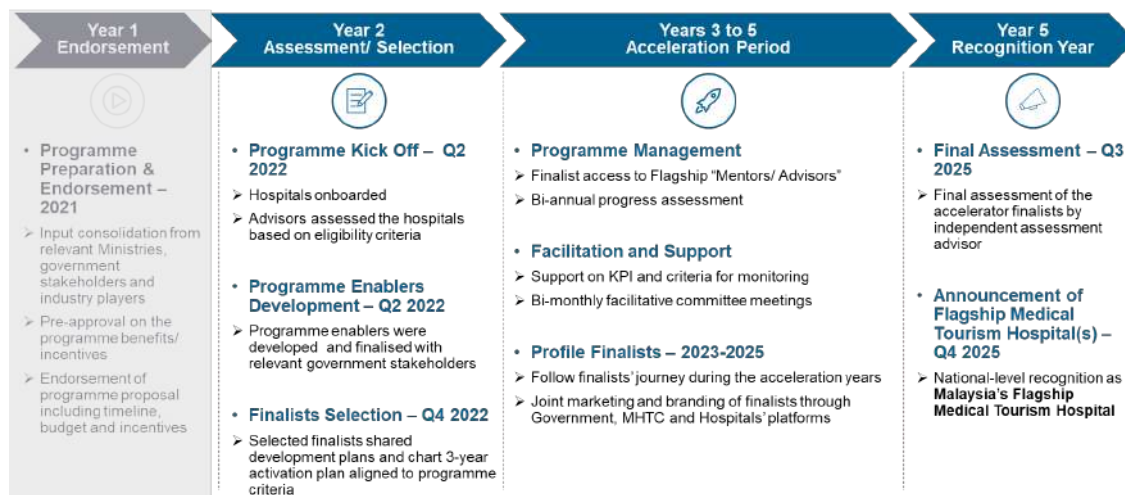 Year 1
Endorsement
Year 2
Assessment/ Selection
Years 3 to 5
Acceleration Period
Year 5
Recognition Year
• Programme
Preparation &
Endorsement –
2021
➢ Input consolidation from
relevant Ministries,
government
stakeholders and
industry players
➢ Pre-approval on the
programme benefits/
incentives
➢ Endorsement of
programme proposal
including timeline,
budget and incentives
• Programme Kick Off – Q2
2022
➢ Hospitals onboarded
➢ Advisors assessed the hospitals
based on eligibility criteria
• Programme Enablers
Development – Q2 2022
➢ Programme enablers were
developed and finalised with
relevant government stakeholders
• Finalists Selection – Q4 2022
➢ Selected finalists shared
development plans and chart 3-year
activation plan aligned to programme
criteria
• Programme Management
➢ Finalist access to Flagship “Mentors/ Advisors”
➢ Bi-annual progress assessment
• Facilitation and Support
➢ Support on KPI and criteria for monitoring
➢ Bi-monthly facilitative committee meetings
• Profile Finalists – 2023-2025
➢ Follow finalists’ journey during the acceleration years
➢ Joint marketing and branding of finalists through
Government, MHTC and Hospitals’ platforms
• Final Assessment – Q3
2025
➢ Final assessment of the
accelerator finalists by
independent assessment
advisor
• Announcement of
Flagship Medical
Tourism Hospital(s) –
Q4 2025
➢ National-level recognition as
Malaysia’s Flagship
Medical Tourism Hospital